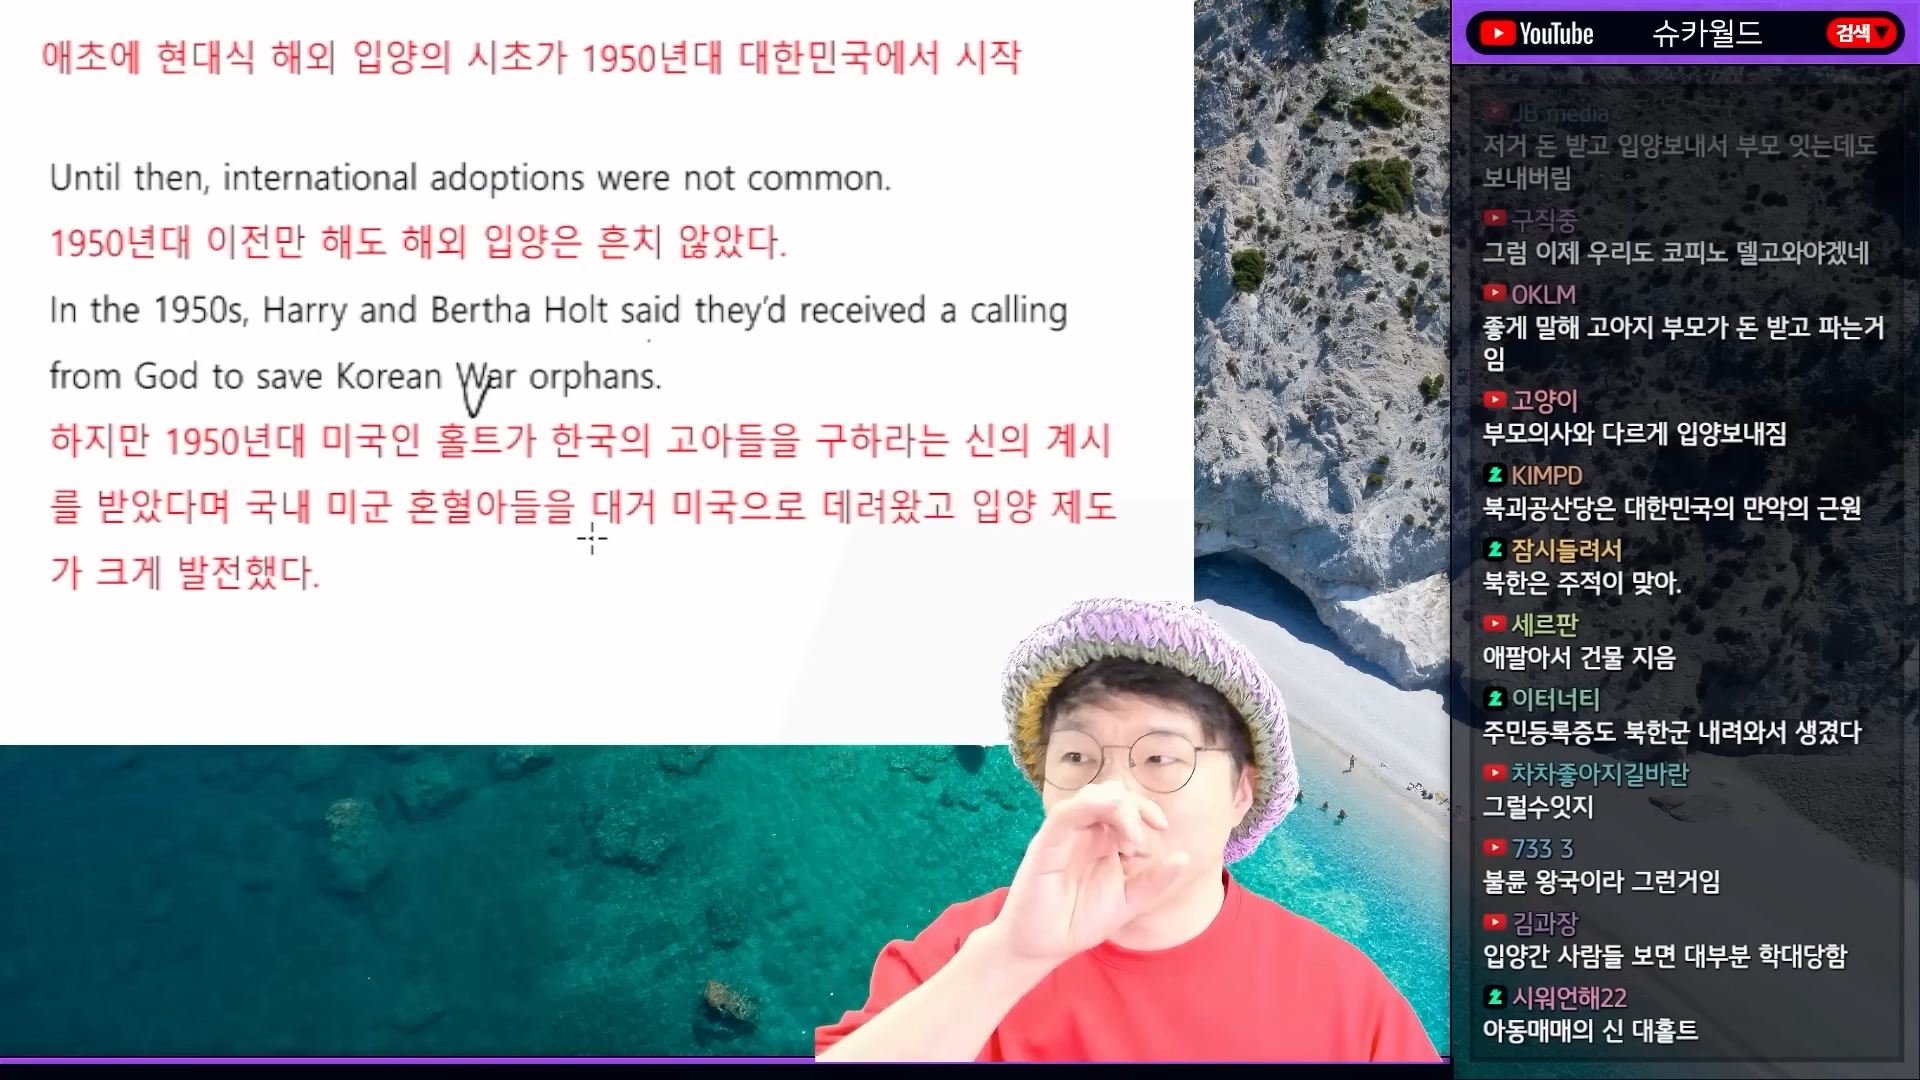 애초에 현대식 해외 입양의 시초가 1950년대 대한민국에서 시작
Until then, international adoptions were not common.
1950년대 이전만 해도 해외 입양은 흔치 않았다.
In the 1950s, Harry and Bertha Holt said they'd received a calling
from God to save Korean War orphans.
하지만 1950년대 미국인 홀트가 한국의 고아들을 구하라는 신의 계시
를 받았다며 국내 미군 혼혈아들을 대거 미국으로 데려왔고 입양 제도
가 크게 발전했다.
YouTube 슈카월드 검색
JB media
저거 돈 받고 입양보내서 부모 잇는데도
보내버림
구직중
그럼 이제 우리도 코피노 델고와야겠네
OKLM
좋게 말해 고아지 부모가 돈 받고 파는거
임
고양이
부모의사와 다르게 입양보내짐
KIMPD
북괴공산당은 대한민국의 만악의 근원
잠시들려서
북한은 주적이 맞아.
세르판
애팔아서 건물 지음
이터너티
주민등록증도 북한군 내려와서 생겼다
차차좋아지길바란
그럴수잇지
733 3
불륜 왕국이라 그런거임
김과장
입양간 사람들 보면 대부분 학대당함
시워언해22
아동매매의 신 대홀트